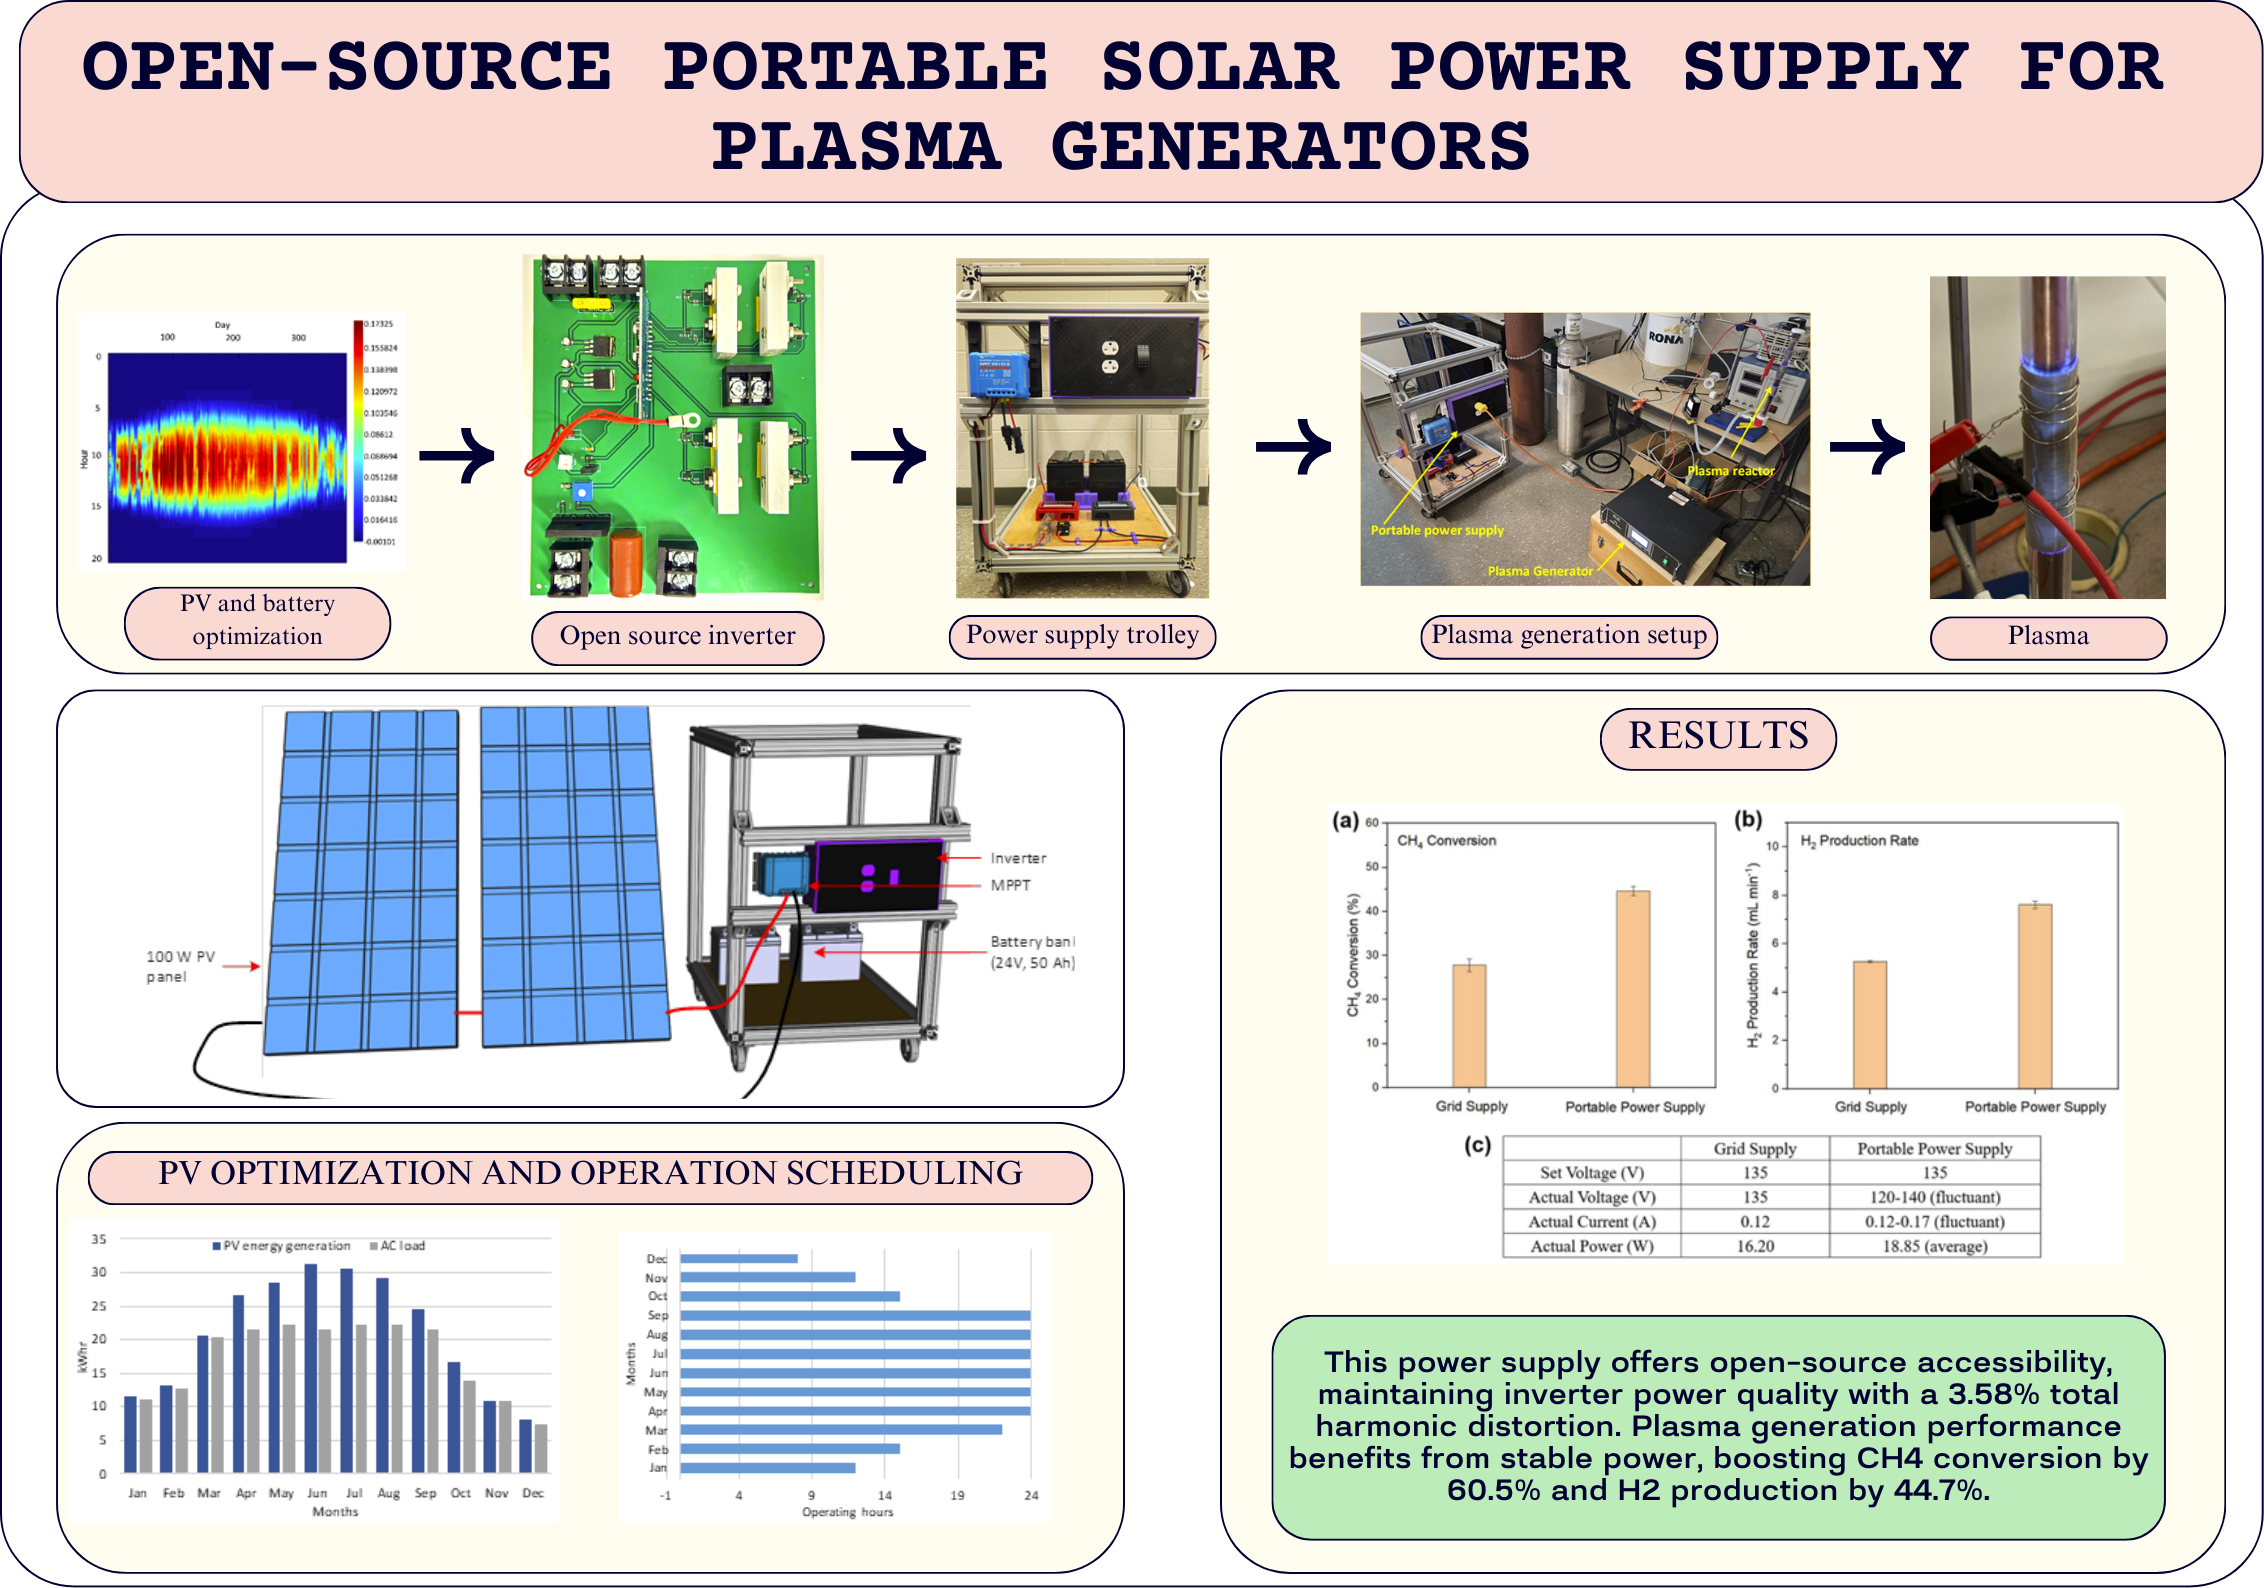 OPEN-SOURCE PORTABLE SOLAR POWER SUPPLY FOR
PLASMA GENERATORS
Day
100 200 300
Hour
0
5
10
15
20
0.17325
0.155824
0.138398
0.120972
0.103546
0.08612
0.068694
0.051268
0.033842
0.016416
-0.00101
PV and battery
optimization
Open source inverter
Power supply trolley
RONA
Plasma reactor
Portable power supply
Plasma Generator
Plasma generation setup
Plasma
100 W PV
panel
Inverter
MPPT
Battery ban
(24V, 50 Ah)
PV OPTIMIZATION AND OPERATION SCHEDULING
PV energy generation AC load
kWhr
35
30
25
20
15
10
5
0
Jan Feb Mar Apr May Jun Jul Aug Sep Oct Nov Dec
Months
Months
Dec
Nov
Oct
Sep
Aug
Jul
Jun
May
Apr
Mar
Feb
Jan
-1 4 9 14 19 24
Operating hours
RESULTS
(a)
CH4 Conversion
CH4 Conversion (%)
60
50
40
30
20
10
0
Grid Supply Portable Power Supply
(b)
H2 Production Rate
H2 Production Rate (mL min-1)
10
8
6
4
2
0
Grid Supply Portable Power Supply
(c)
Grid Supply Portable Power Supply
Set Voltage (V) 135 135
Actual Voltage (V) 135 120-140 (fluctuant)
Actual Current (A) 0.12 0.12-0.17 (fluctuant)
Actual Power (W) 16.20 18.85 (average)
This power supply offers open-source accessibility,
maintaining inverter power quality with a 3.58% total
harmonic distortion. Plasma generation performance
benefits from stable power, boosting CH4 conversion by
60.5% and H2 production by 44.7%.